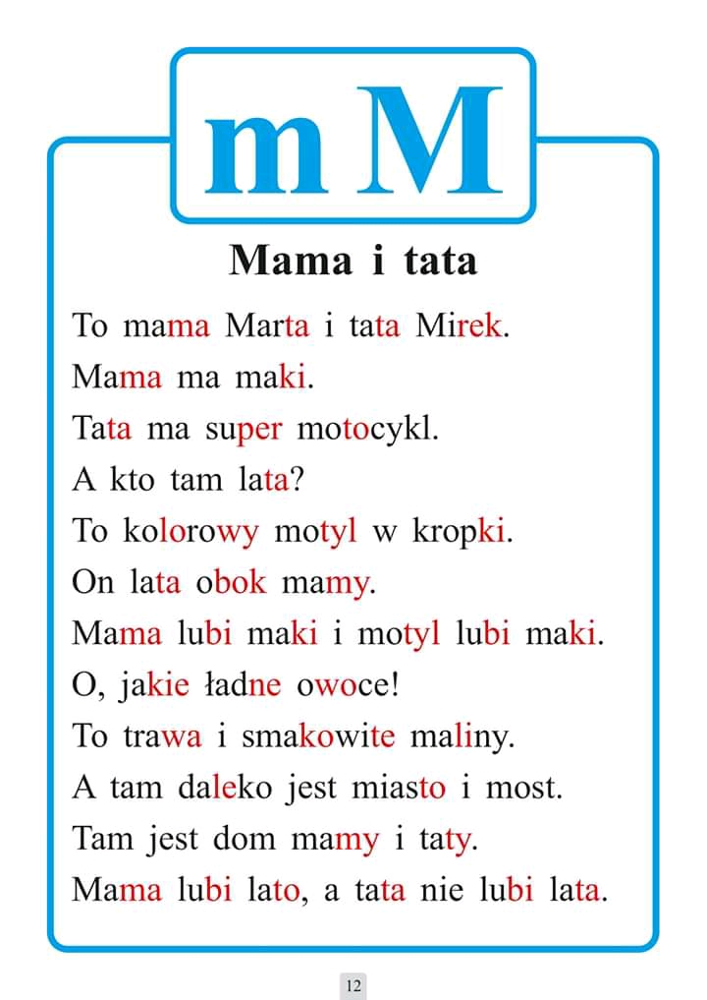 m M
Mama i tata
To mama Marta i tata Mirek.
Mama ma maki.
Tata ma super motocykl.
A kto tam lata?
To kolorowy motyl w kropki.
On lata obok mamy.
Mama lubi maki i motyl lubi maki.
O, jakie ładne owoce!
To trawa i smakowite maliny.
A tam daleko jest miasto i most.
Tam jest dom mamy i taty.
Mama lubi lato, a tata nie lubi lata.
12